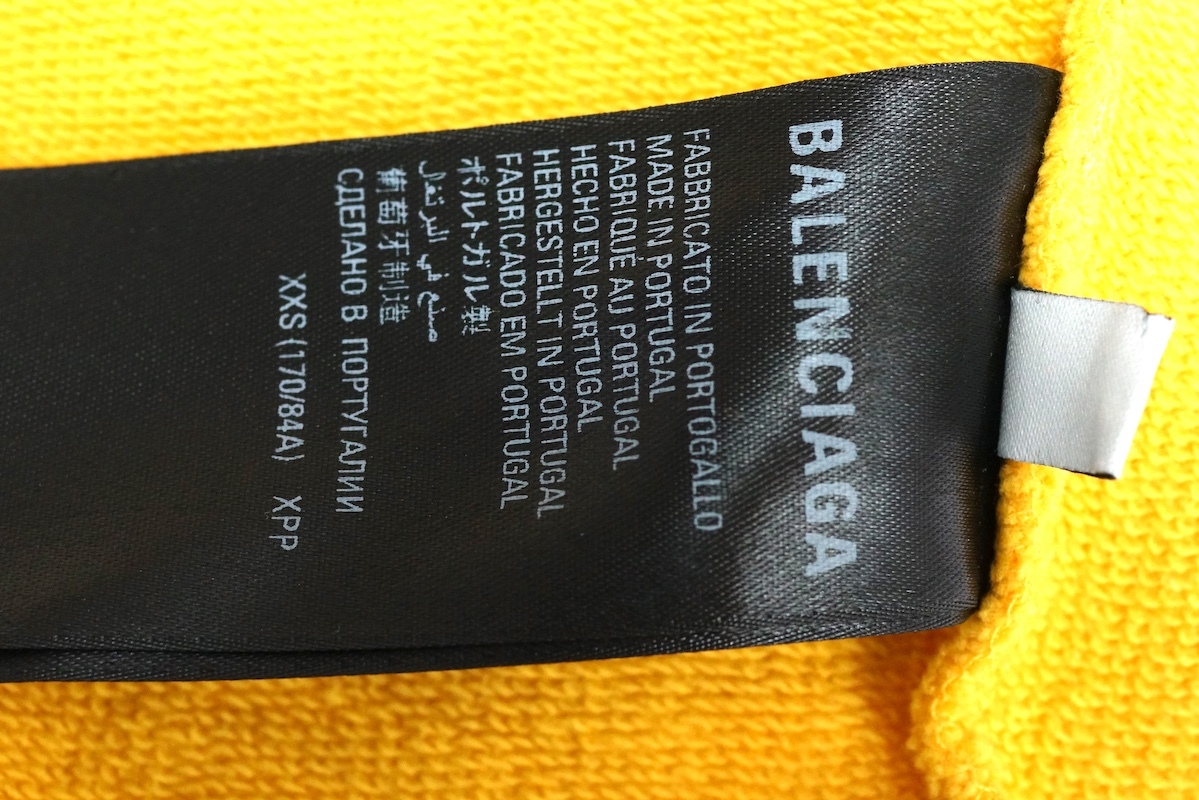 BALENCIAGA
FABBRICATO IN PORTOGALLO
MADE IN PORTUGAL
FABRIQUÉ AU PORTUGAL
HECHO EN PORTUGAL
HERGESTELLT IN PORTUGAL
FABRICADO EM PORTUGAL
ポルトガル製
صنع في البرتغال
葡萄牙制造
СДЕЛАНО В ПОРТУГАЛИИ
XXS (170/84A) XPP